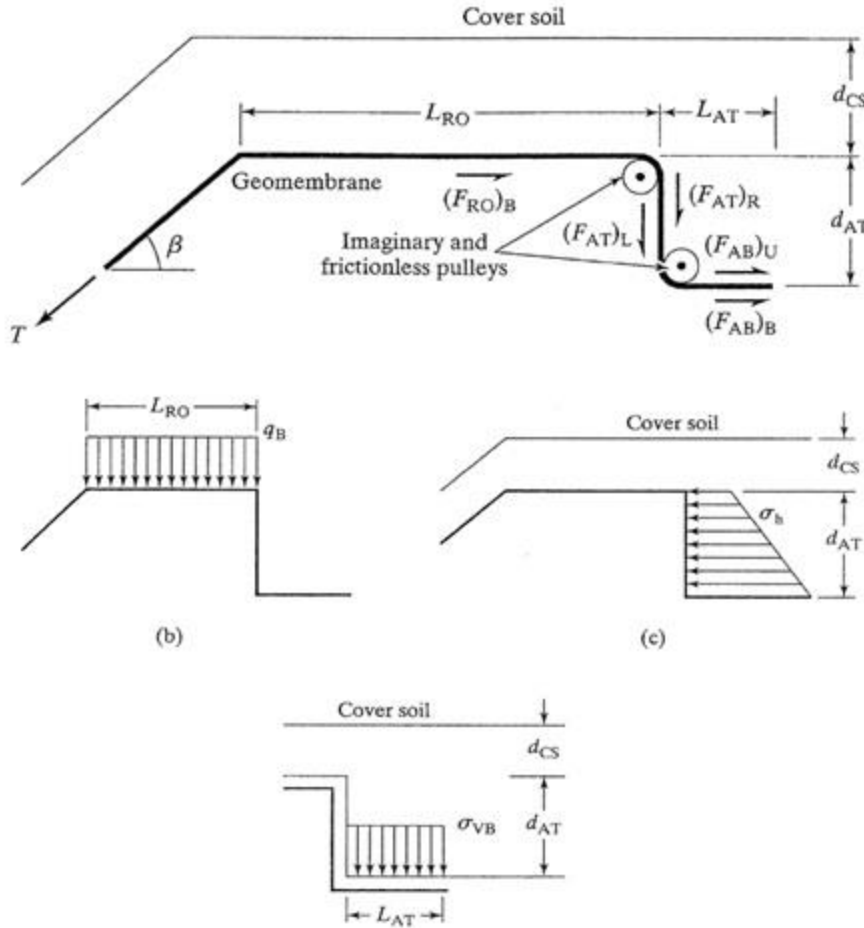 Cover soil
d_CS
L_RO
L_AT
Geomembrane
(F_RO)_B
(F_AT)_R
d_AT
Imaginary and
frictionless pulleys
(F_AT)_L
(F_AB)_U
β
T
(F_AB)_B
L_RO
q_B
Cover soil
d_CS
σ_h
d_AT
(b)
(c)
Cover soil
d_CS
σ_VB
d_AT
L_AT